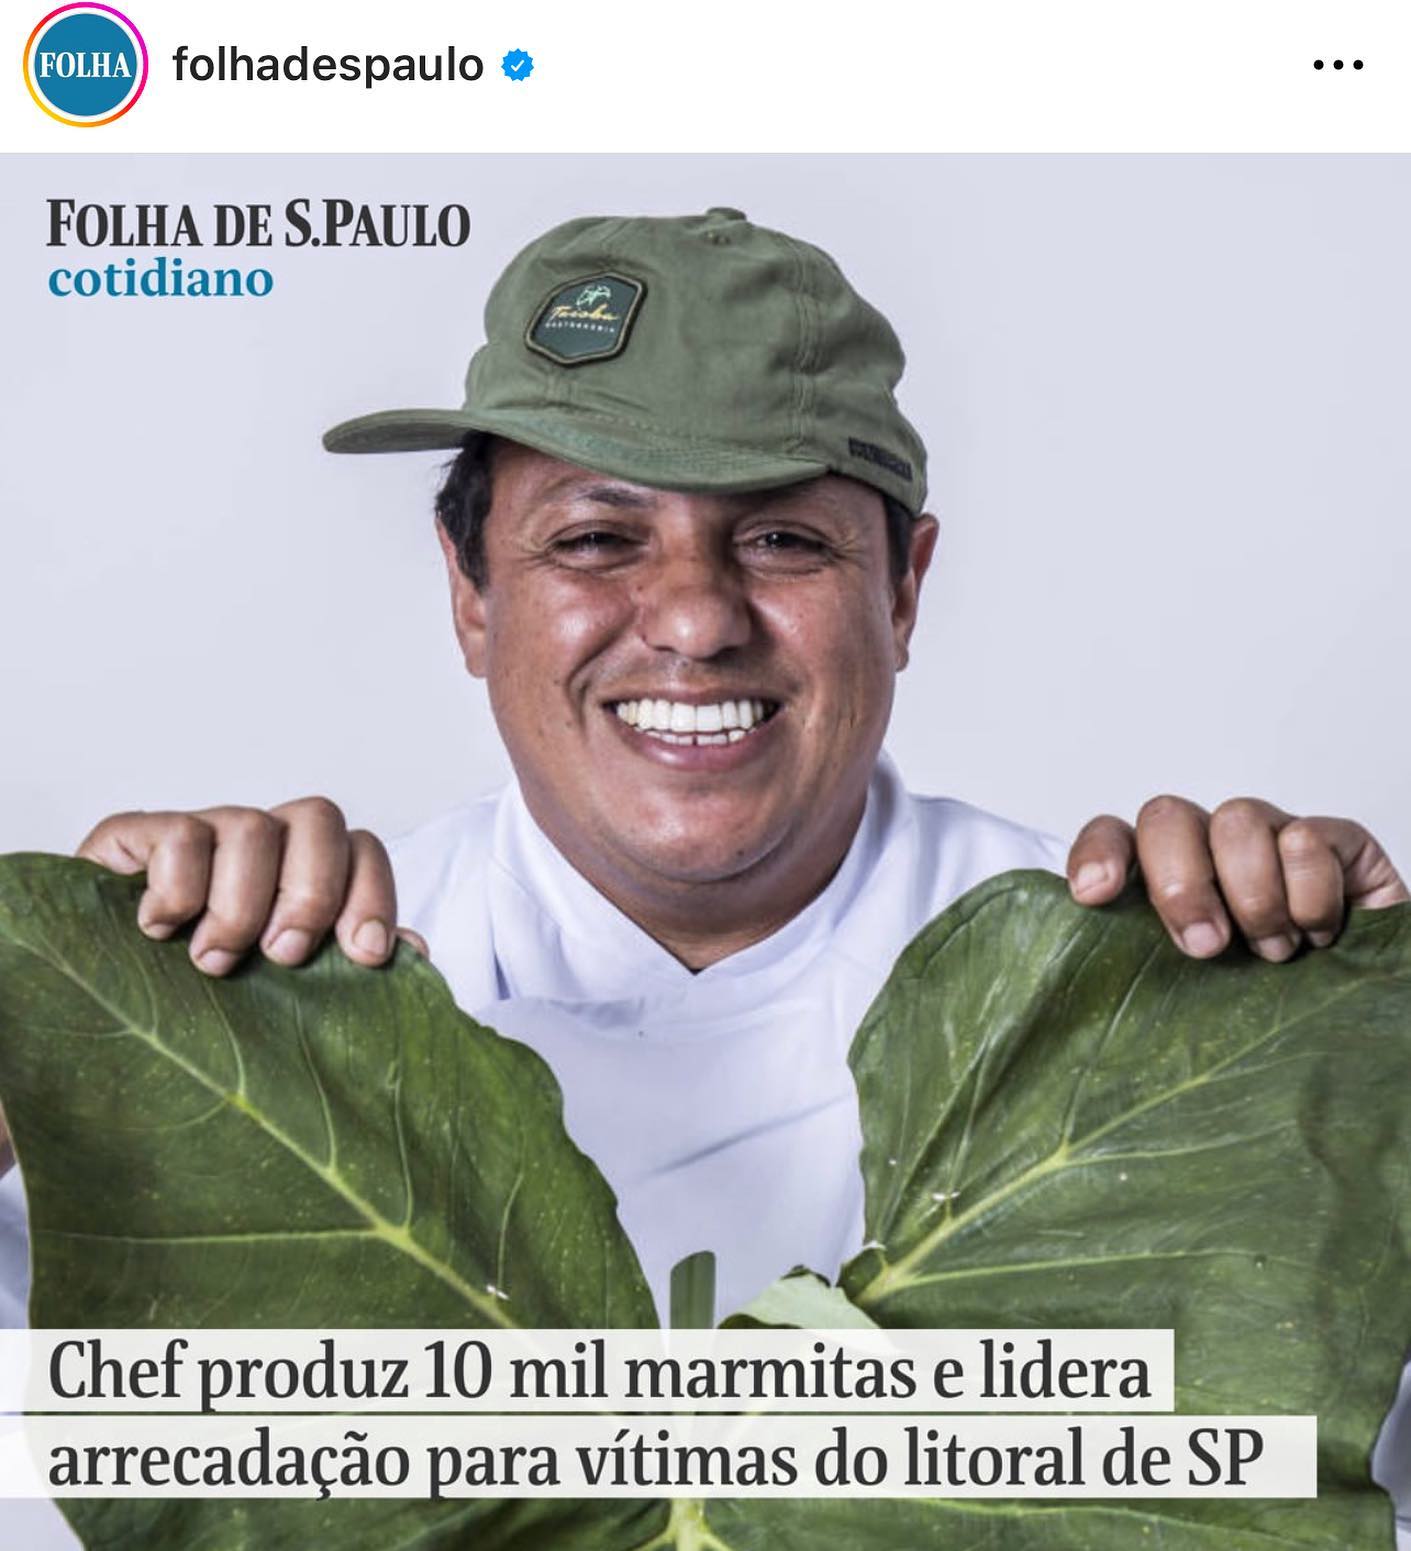 FOLHA
folhadespaulo
FOLHA DE S.PAULO
cotidiano
Taioba
GASTRONOMIA
Chef produz 10 mil marmitas e lidera
arrecadação para vítimas do litoral de SP